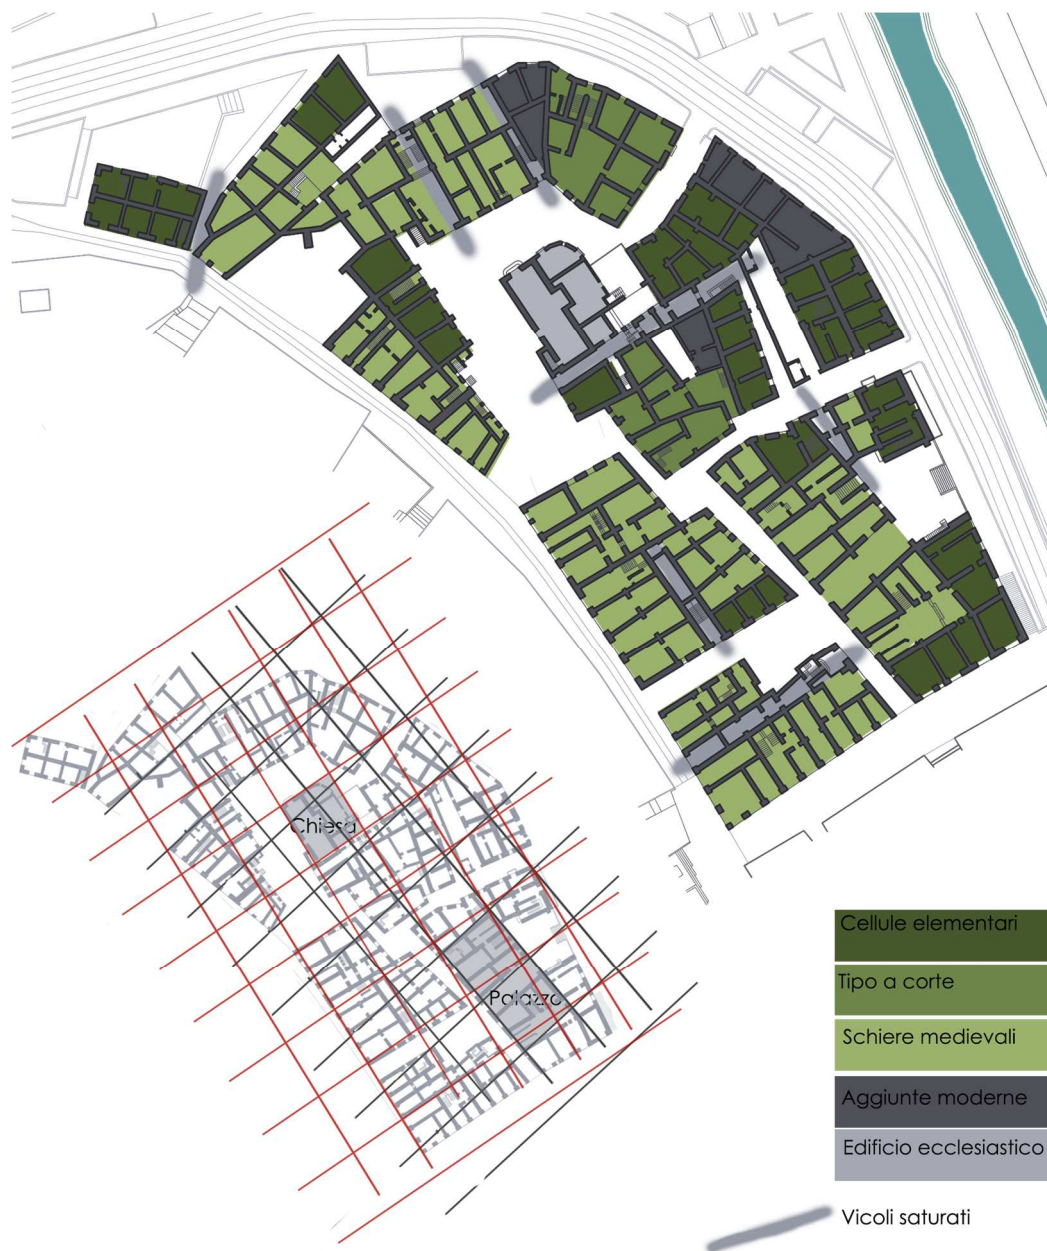 Chiesa
Palazzo
Cellule elementari
Tipo a corte
Schiere medievali
Aggiunte moderne
Edificio ecclesiastico
Vicoli saturati